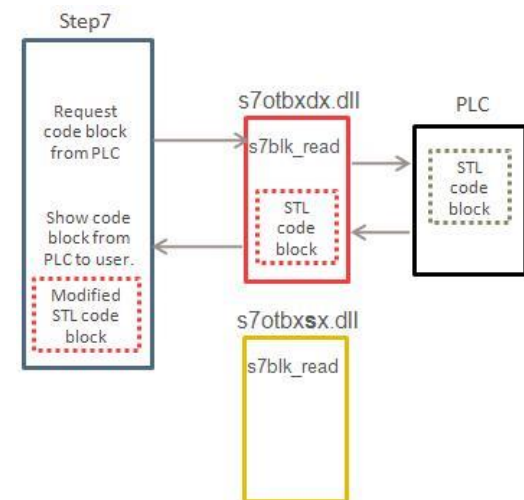 Step7
Request
code block
from PLC
Show code
block from
PLC to user.
Modified
STL code
block
s7otbxdx.dll
s7blk_read
STL
code
block
PLC
STL
code
block
s7otbxsx.dll
s7blk_read